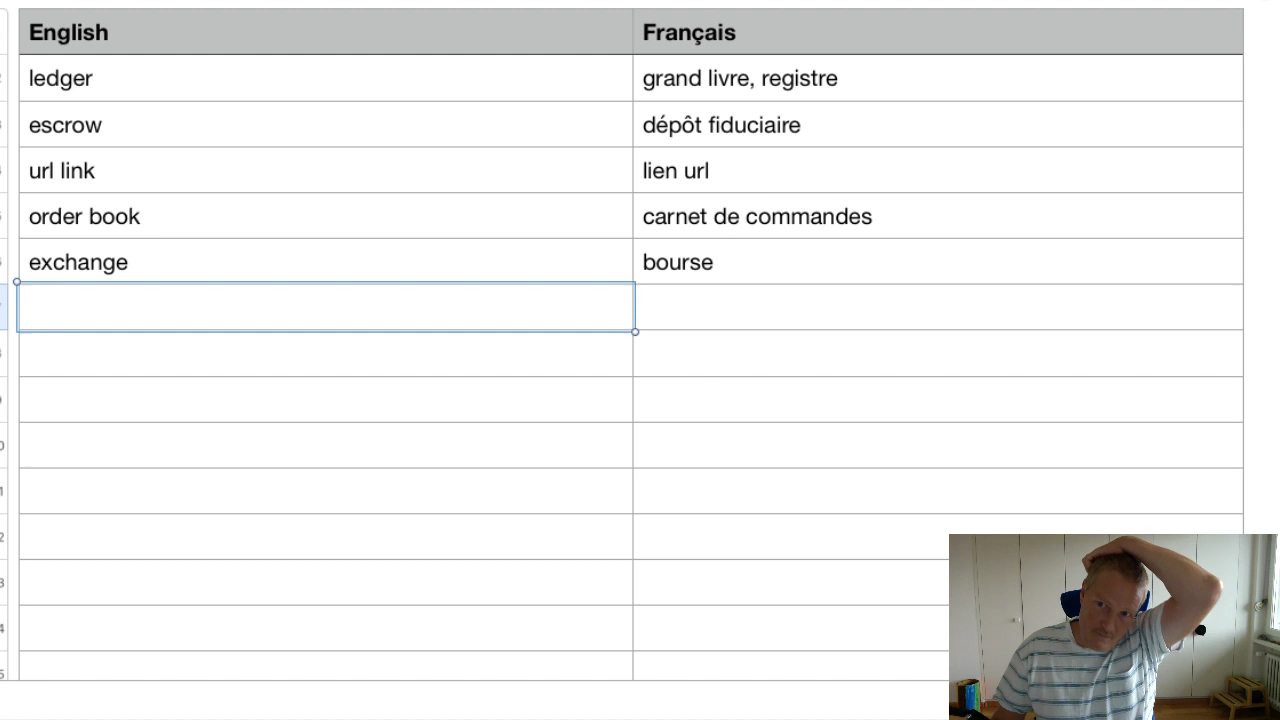 English Français
ledger grand livre, registre
escrow dépôt fiduciaire
url link lien url
order book carnet de commandes
exchange bourse